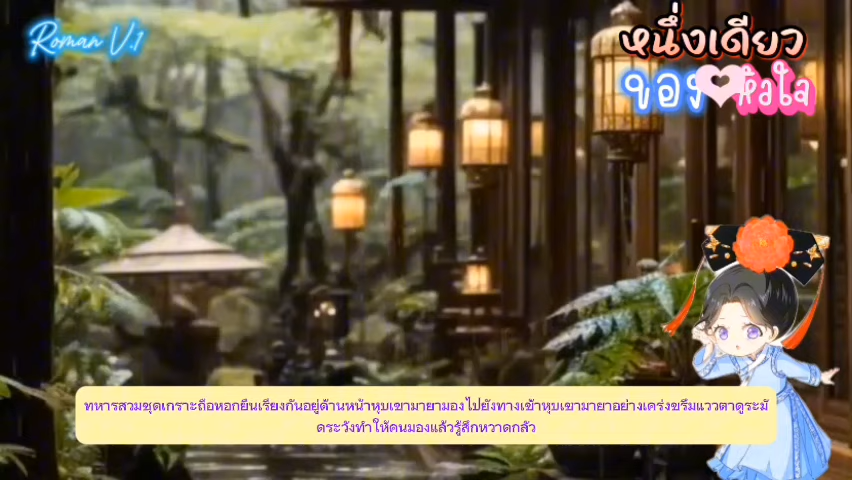 Roman V.1
หนึ่งเดียว
ของหัวใจ
ทหารสวมชุดเกราะถือหอกยืนเรียงกันอยู่ด้านหน้าหุบเขามายามองไปยังทางเข้าหุบเขามายาอย่างเคร่งขรึมแววตาดูระมั
ดระวังทำให้คนมองแล้วรู้สึกหวาดกลัว